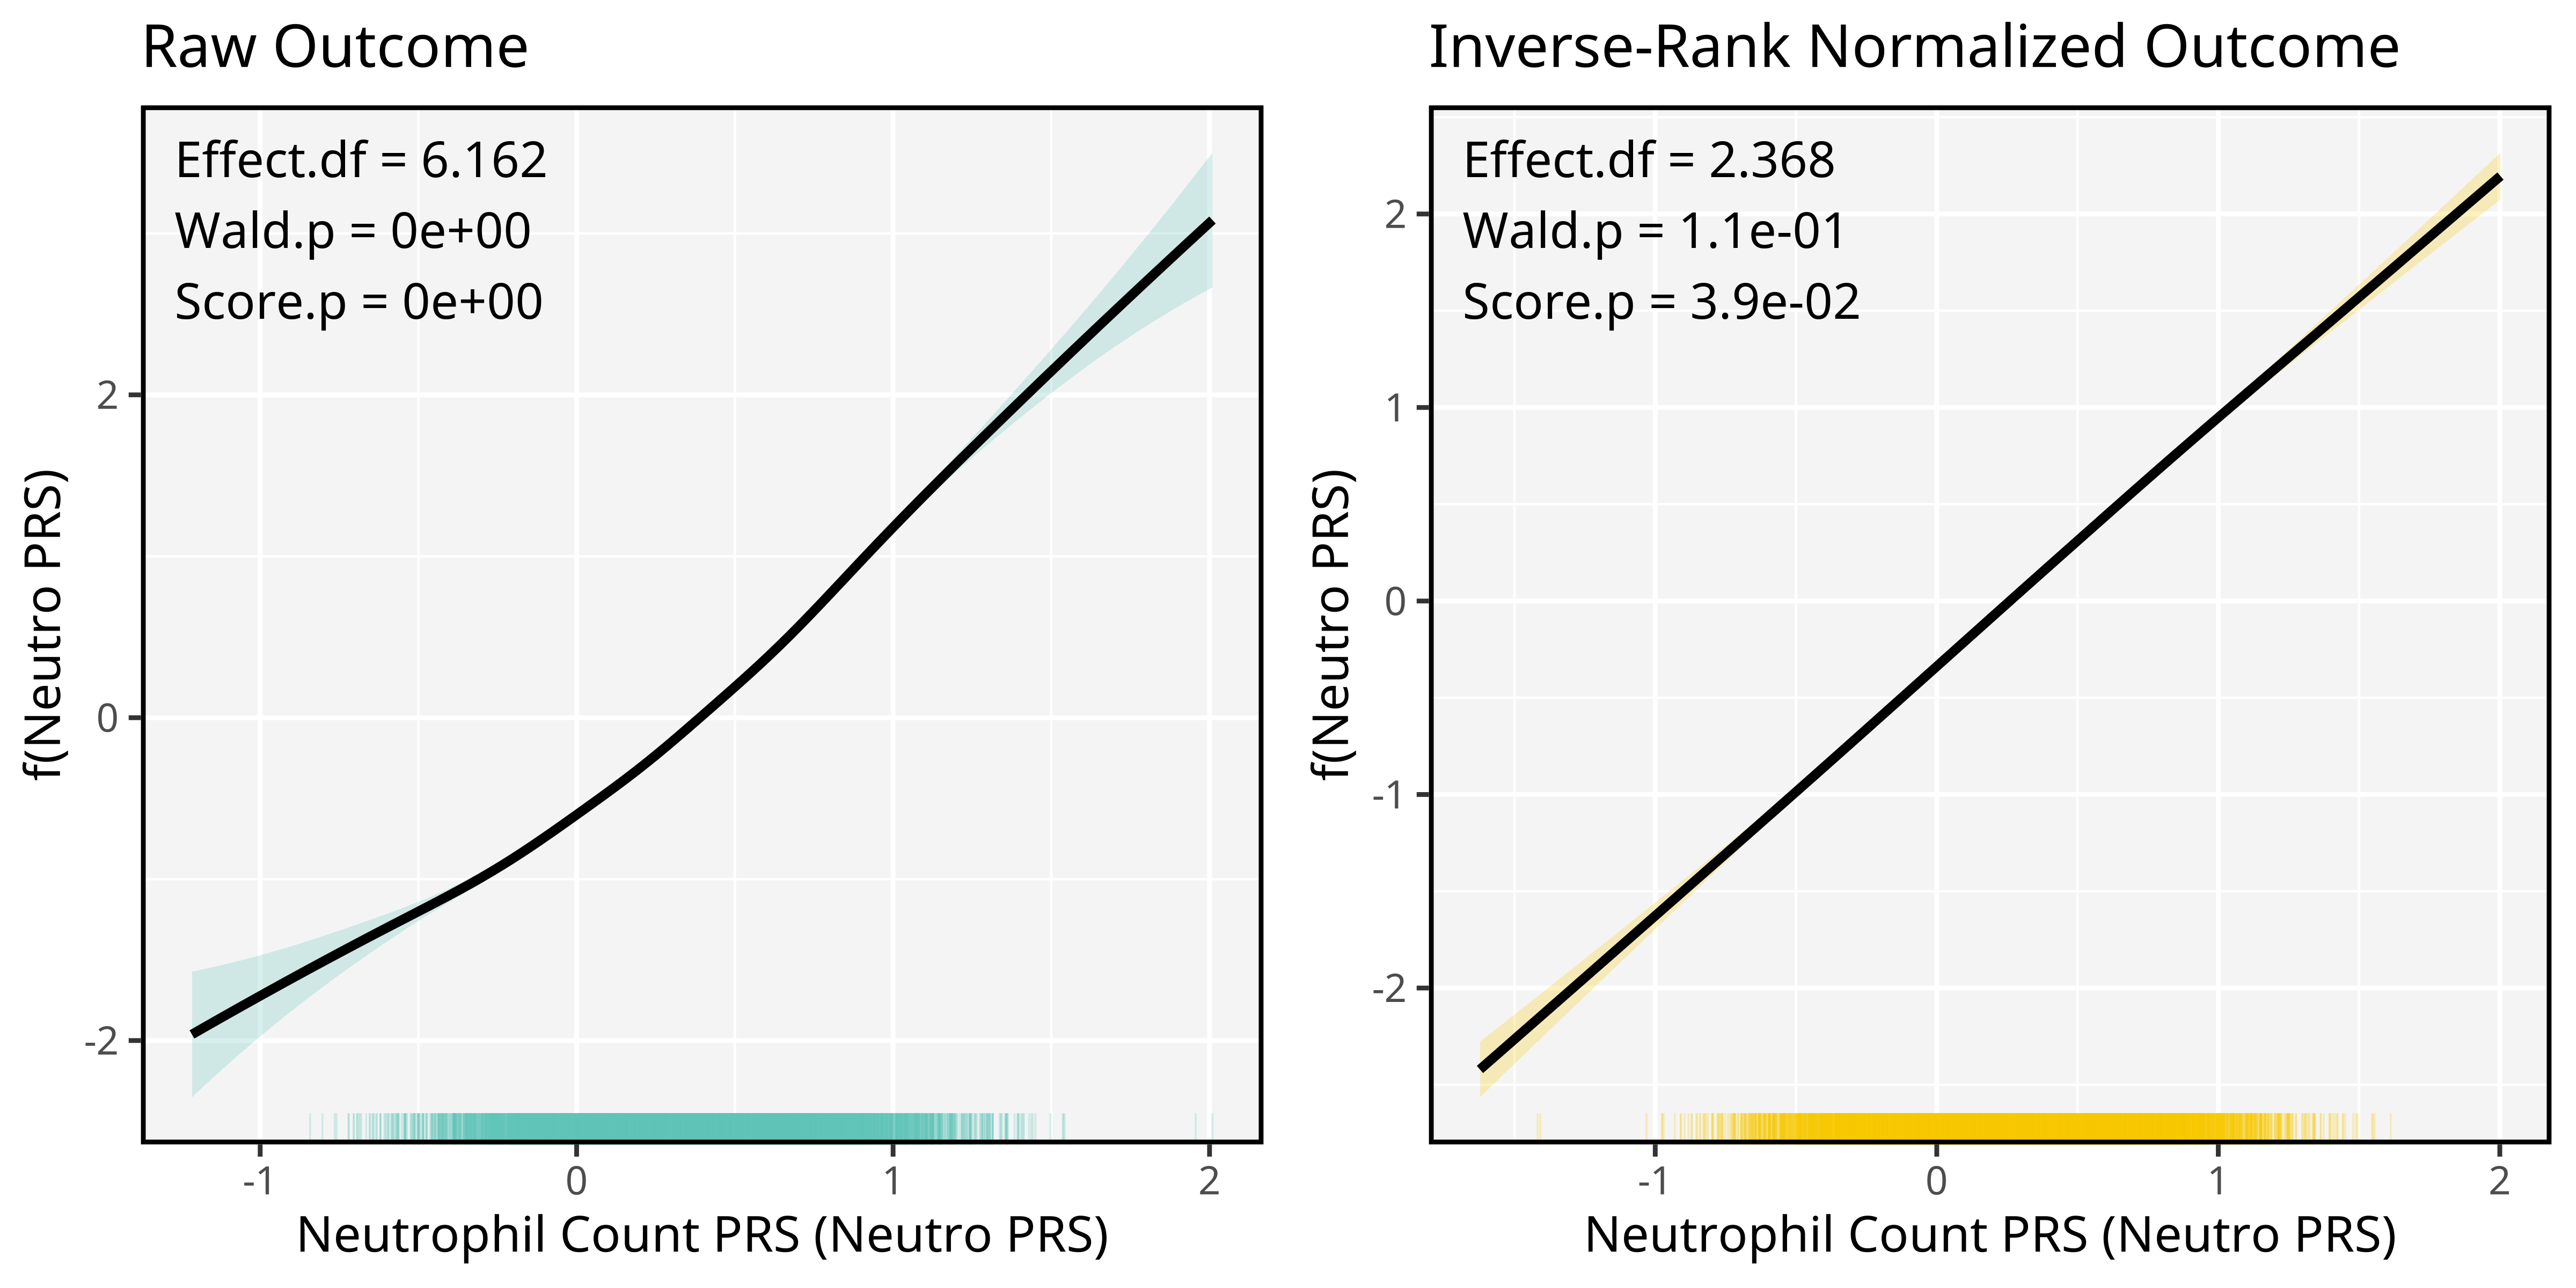 Raw Outcome
Effect.df = 6.162
Wald.p = 0e+00
Score.p = 0e+00
f(Neutro PRS)
2
0
-2
-1
0
1
2
Neutrophil Count PRS (Neutro PRS)
Inverse-Rank Normalized Outcome
Effect.df = 2.368
Wald.p = 1.1e-01
Score.p = 3.9e-02
f(Neutro PRS)
2
1
0
-1
-2
-1
0
1
2
Neutrophil Count PRS (Neutro PRS)